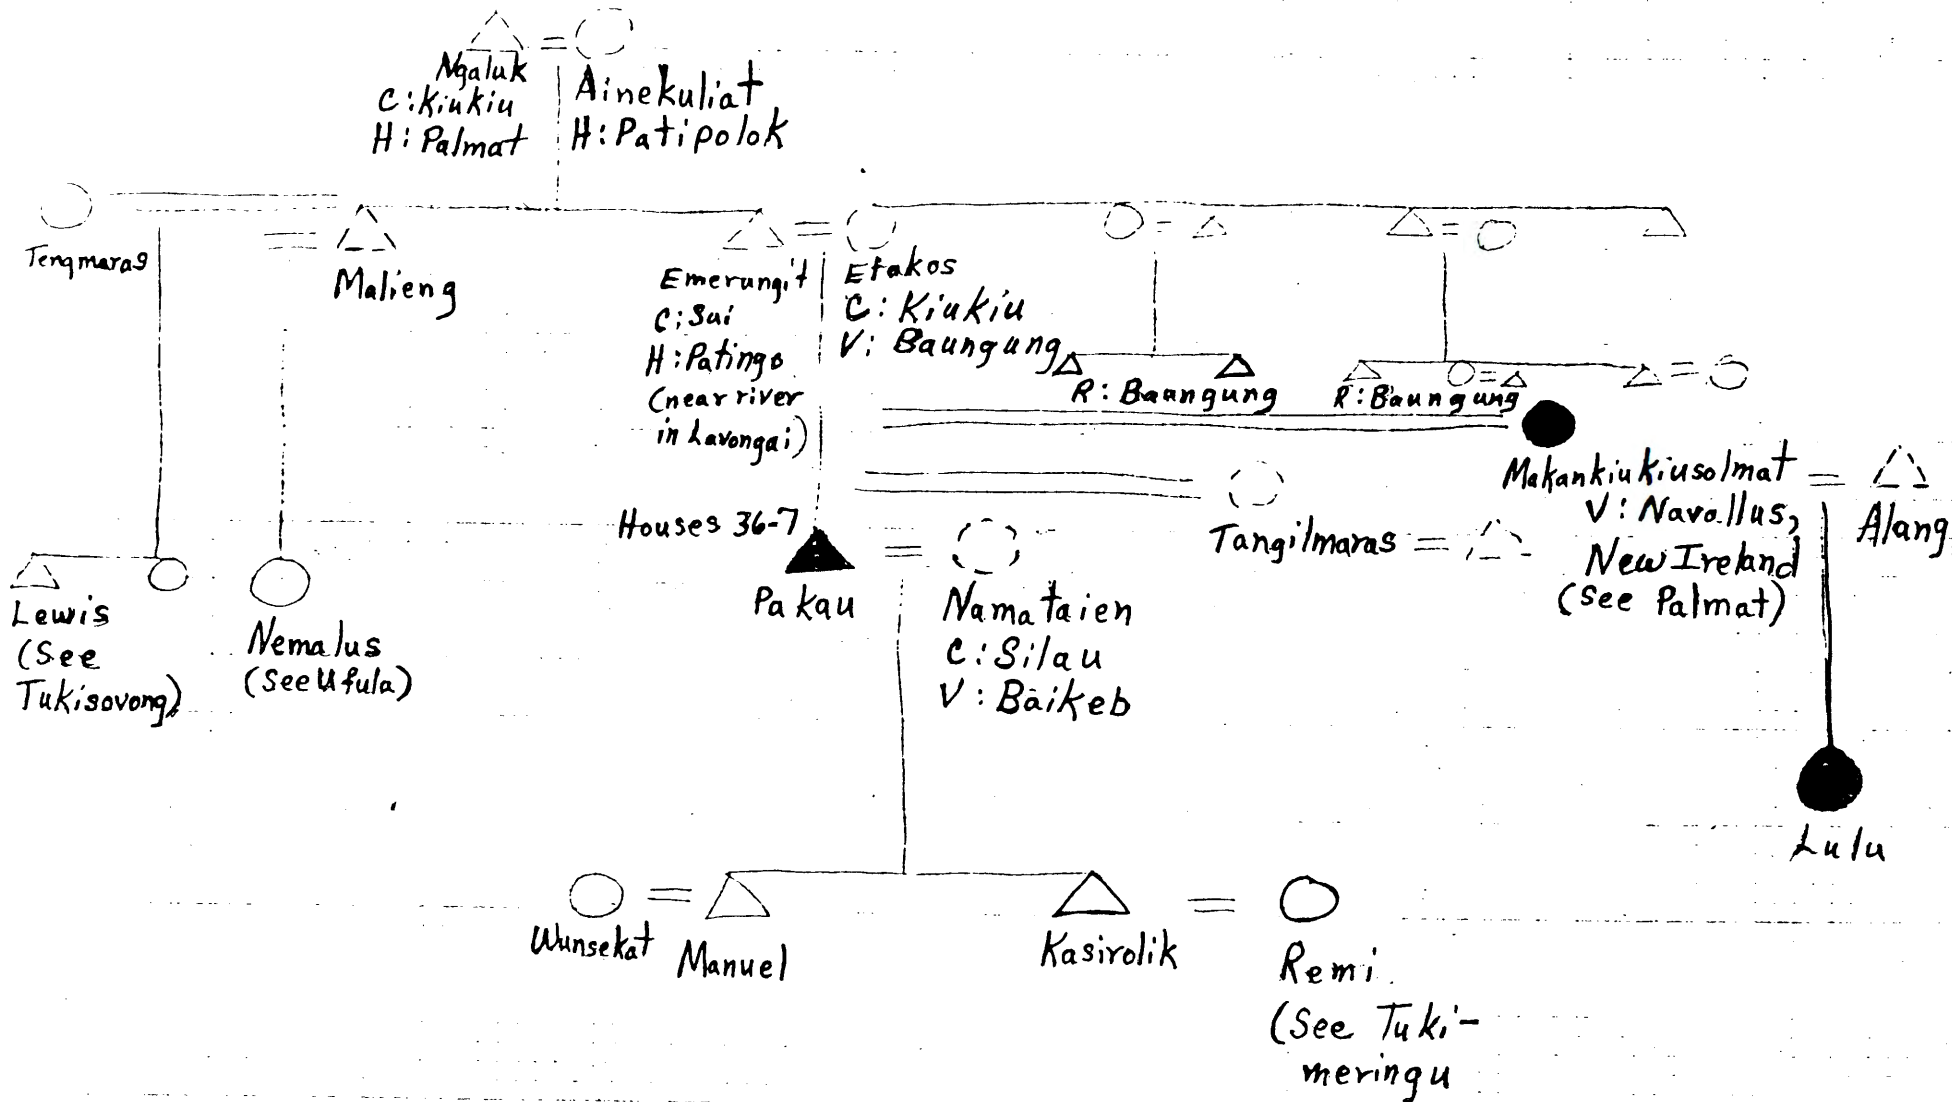 Ngaluk
C:Kiukiu
H: Palmat
Ainekuliat
H: Patipolok
Tengmaras
Malieng
Emerungit
C: Sui
H: Patingo
(near river
in Lavongai)
Etakos
C: Kiukiu
V: Baungung
R: Baungung
R: Baungung
Makankiukiusolmat
V: Navallus,
New Ireland
(see Palmat)
Alang
Tangilmaras
Houses 36-7
Pakau
Namataien
C: Silau
V: Baikeb
Lewis
(See
Tukisovong)
Nemalus
(See Ufula)
Lulu
Wunsekat
Manuel
Kasirolik
Remi
(See Tuki-
meringu